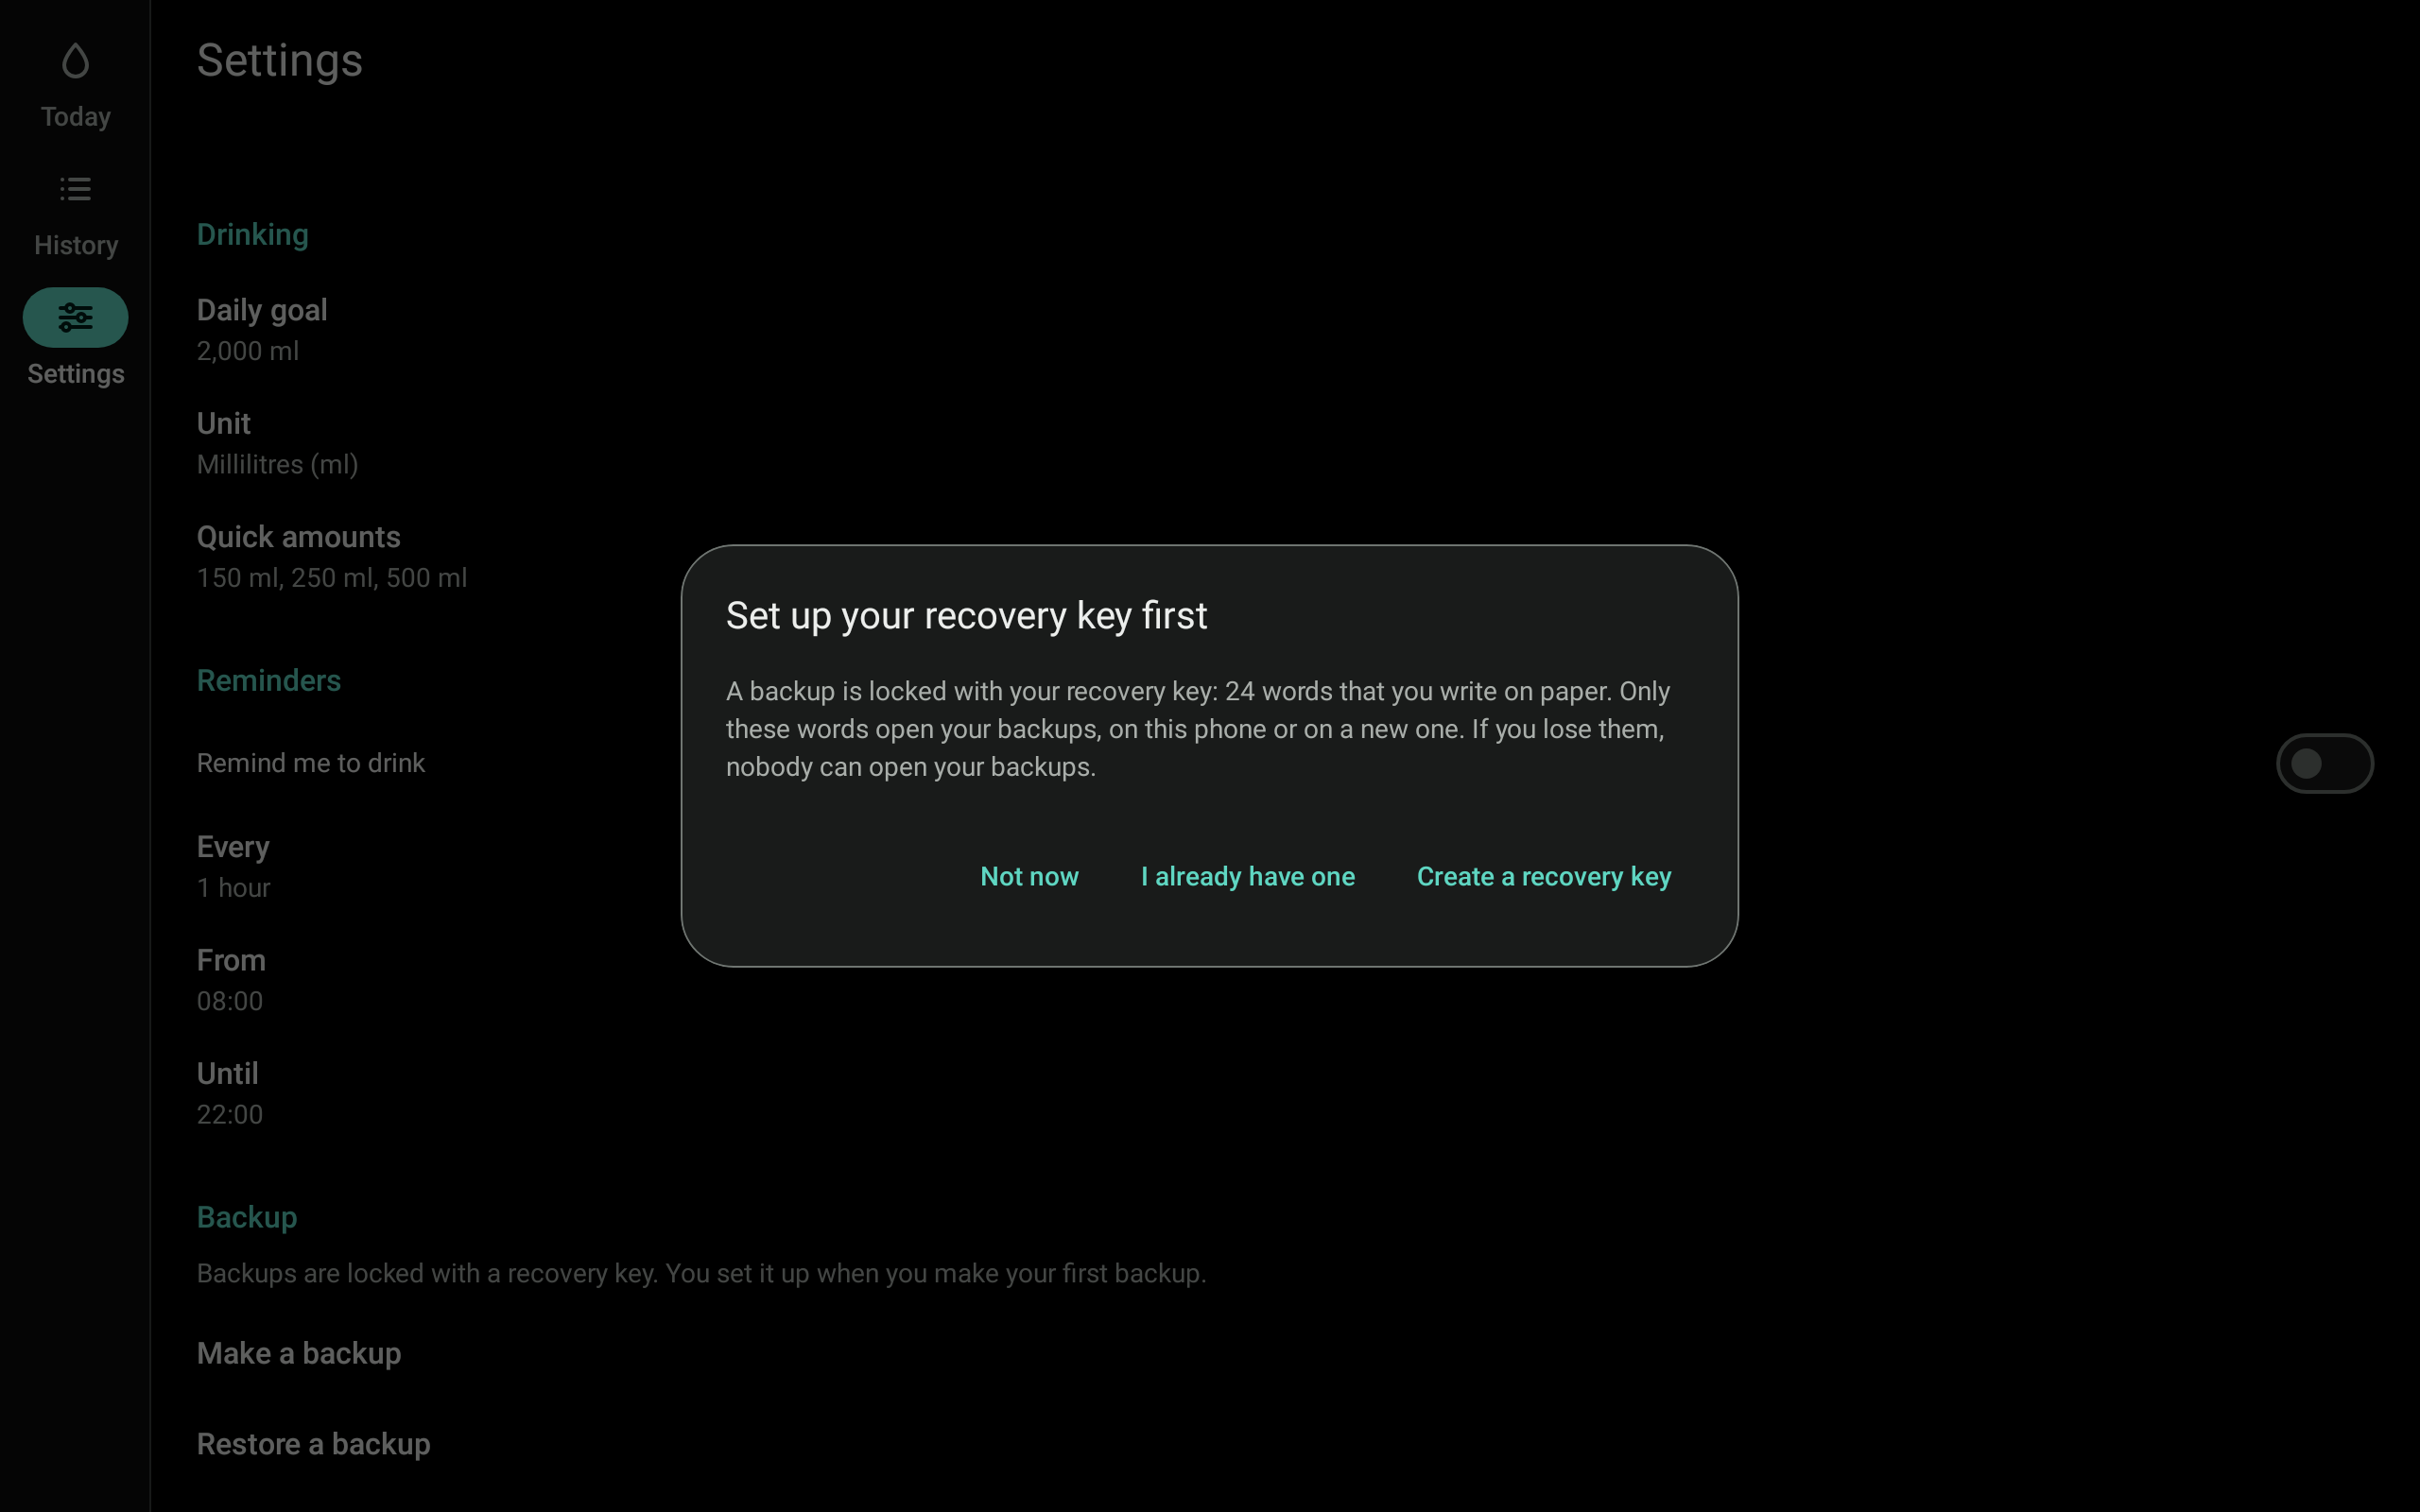 Today
History
Settings
Settings
Drinking
Daily goal
2,000 ml
Unit
Millilitres (ml)
Quick amounts
150 ml, 250 ml, 500 ml
Reminders
Remind me to drink
Every
1 hour
From
08:00
Until
22:00
Backup
Backups are locked with a recovery key. You set it up when you make your first backup.
Make a backup
Restore a backup
Set up your recovery key first
A backup is locked with your recovery key: 24 words that you write on paper. Only
these words open your backups, on this phone or on a new one. If you lose them,
nobody can open your backups.
Not now
I already have one
Create a recovery key